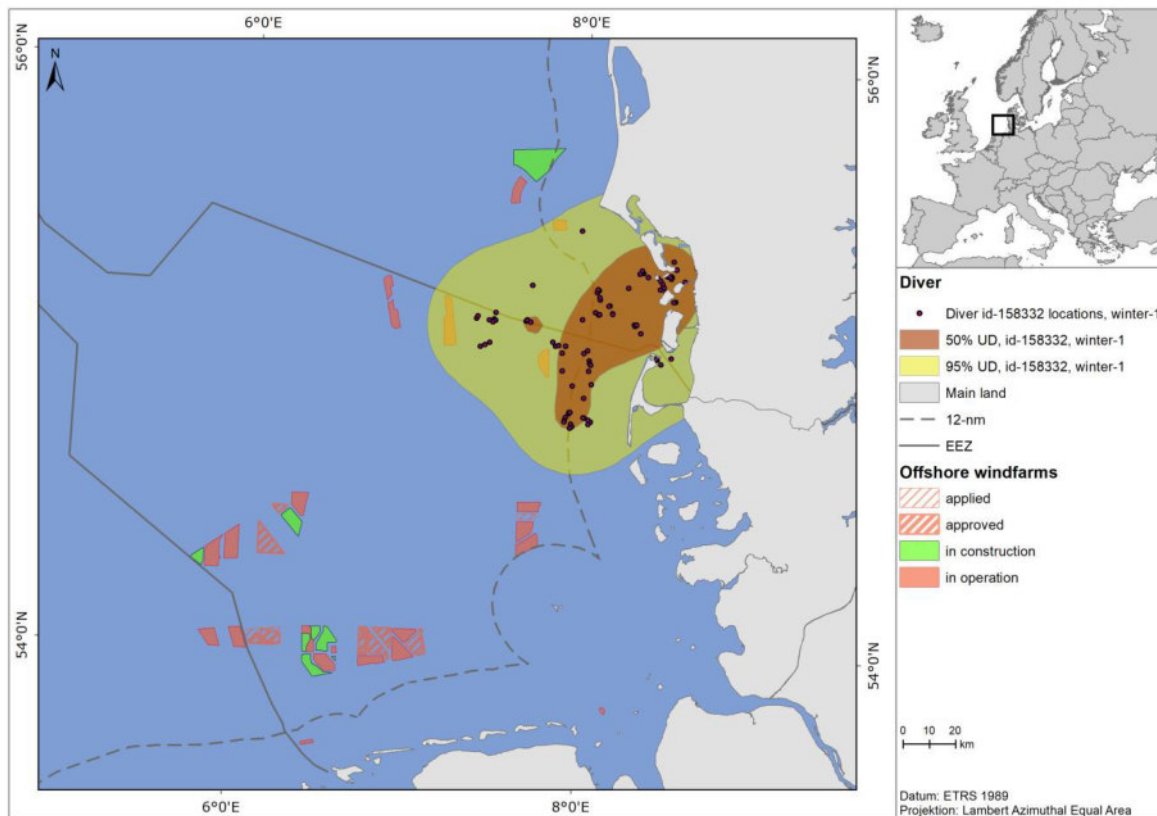 6°0'E 8°0'E
56°0'N
56°0'N
N
54°0'N
54°0'N
6°0'E 8°0'E
Diver
Diver id-158332 locations, winter-1
50% UD, id-158332, winter-1
95% UD, id-158332, winter-1
Main land
12-nm
EEZ
Offshore windfarms
applied
approved
in construction
in operation
0 10 20
km
Datum: ETRS 1989
Projektion: Lambert Azimuthal Equal Area